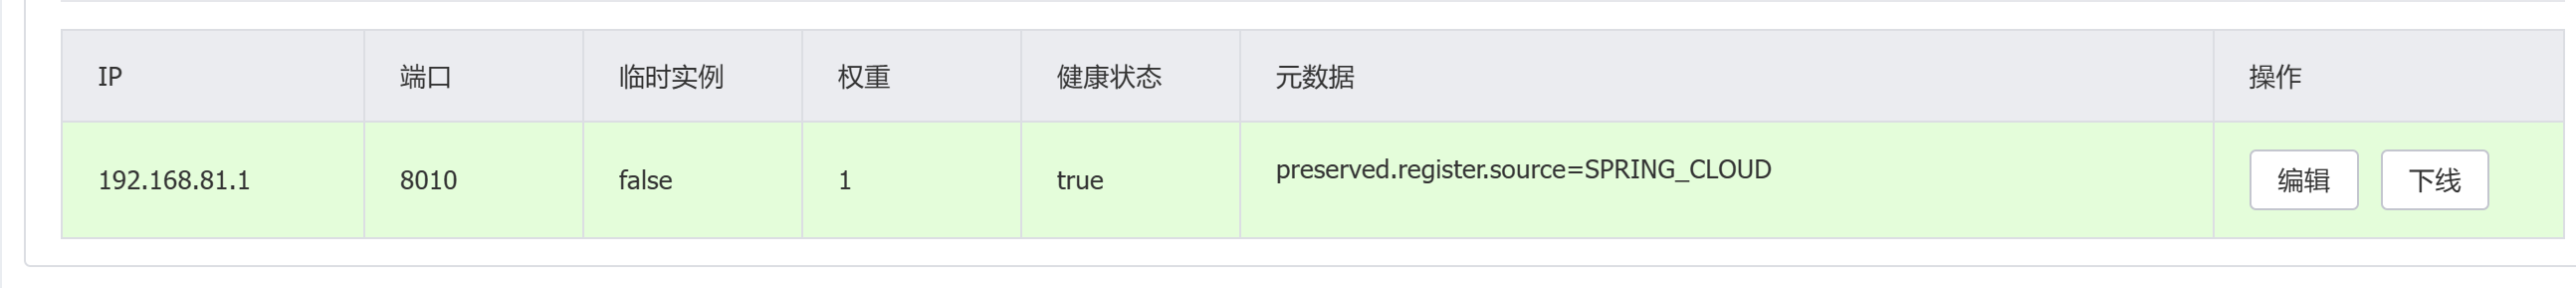 IP 端口 临时实例 权重 健康状态 元数据 操作
192.168.81.1 8010 false 1 true preserved.register.source=SPRING_CLOUD 编辑 下线